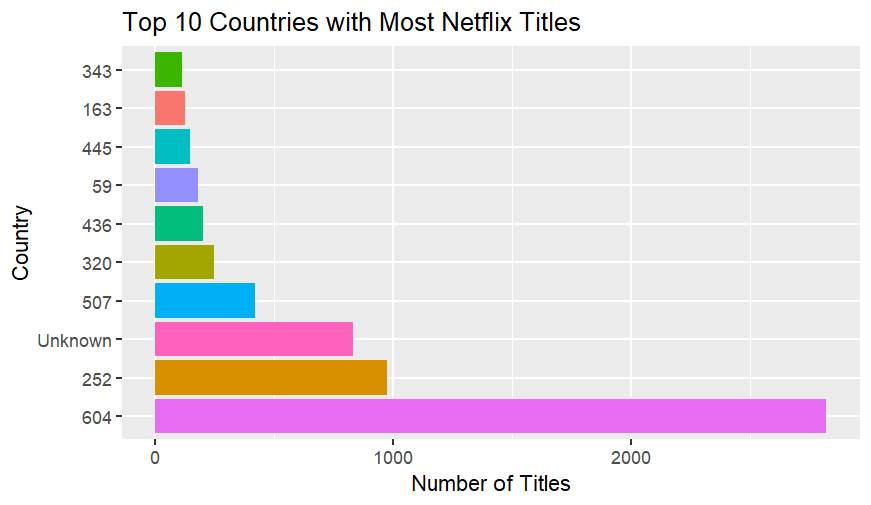 Top 10 Countries with Most Netflix Titles
Country
343
163
445
59
436
320
507
Unknown
252
604
0 1000 2000
Number of Titles